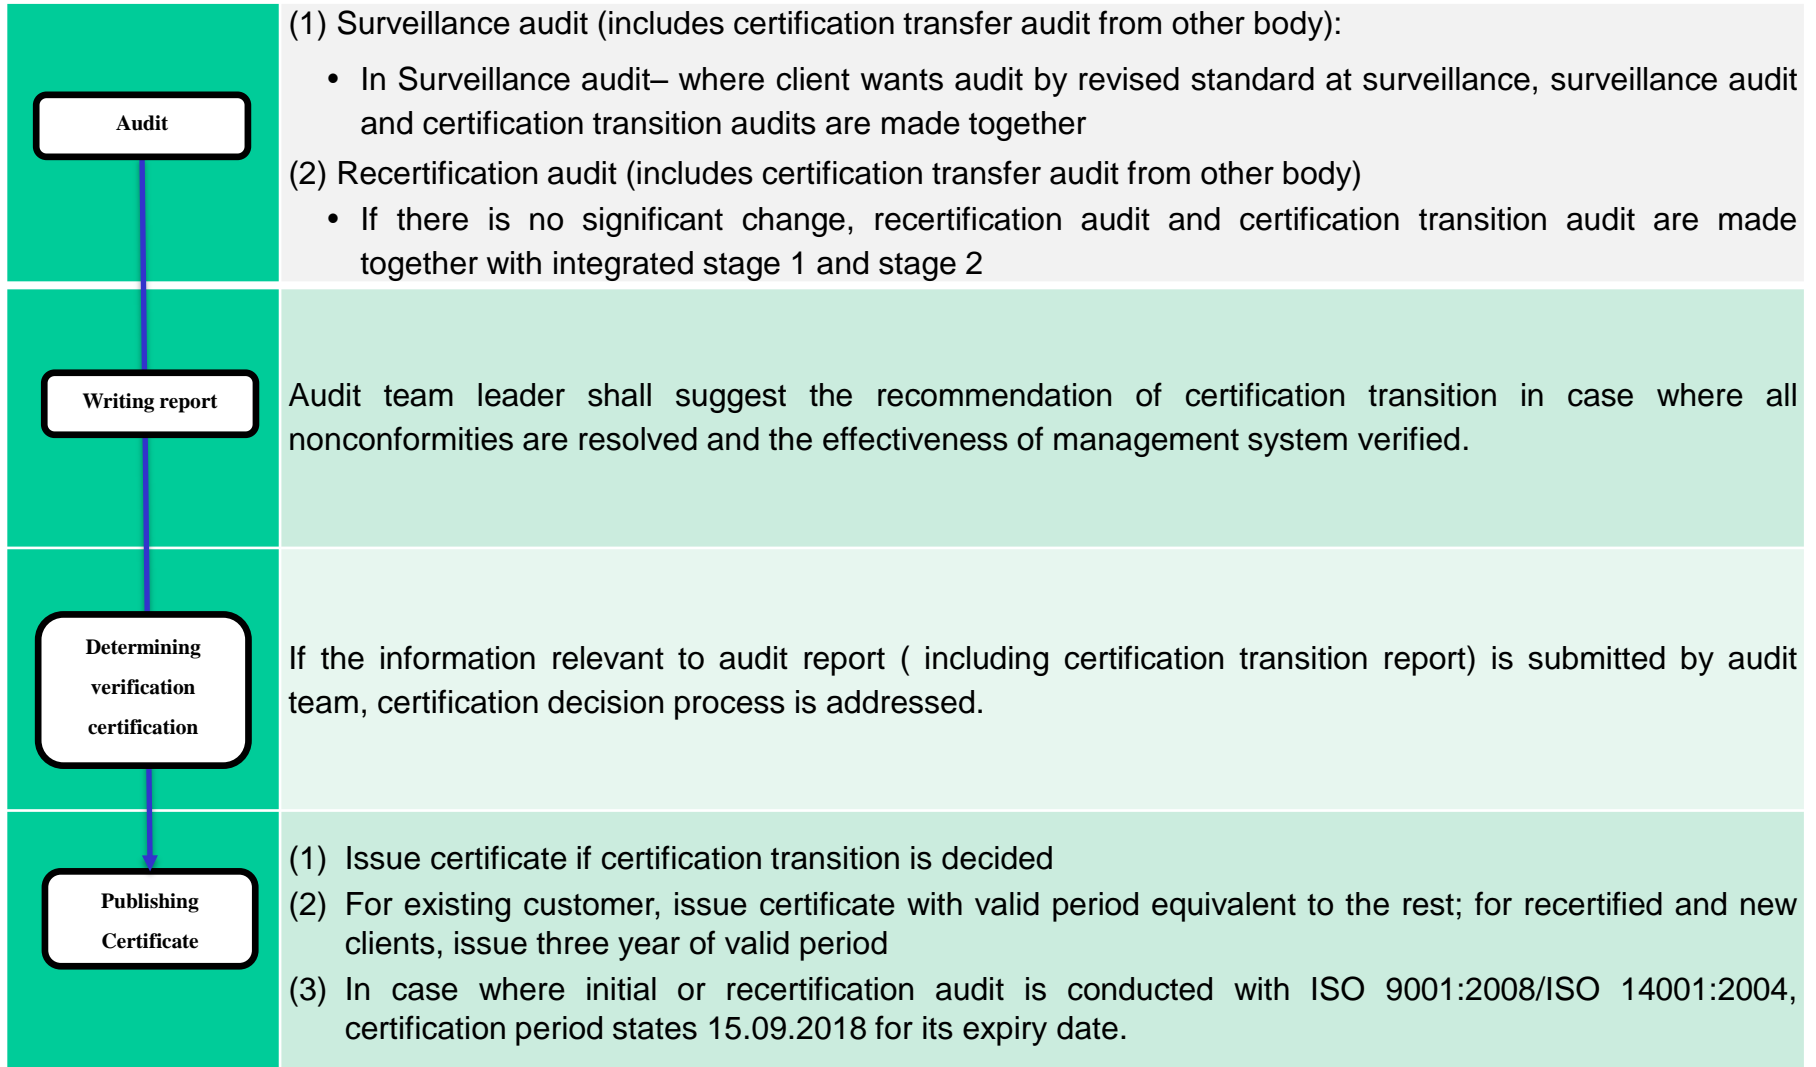 (1) Surveillance audit (includes certification transfer audit from other body):
• In Surveillance audit– where client wants audit by revised standard at surveillance, surveillance audit
and certification transition audits are made together
Audit
(2) Recertification audit (includes certification transfer audit from other body)
• If there is no significant change, recertification audit and certification transition audit are made
together with integrated stage 1 and stage 2
Writing report
Audit team leader shall suggest the recommendation of certification transition in case where all
nonconformities are resolved and the effectiveness of management system verified.
Determining
verification
certification
If the information relevant to audit report ( including certification transition report) is submitted by audit
team, certification decision process is addressed.
Publishing
Certificate
(1) Issue certificate if certification transition is decided
(2) For existing customer, issue certificate with valid period equivalent to the rest; for recertified and new
clients, issue three year of valid period
(3) In case where initial or recertification audit is conducted with ISO 9001:2008/ISO 14001:2004,
certification period states 15.09.2018 for its expiry date.